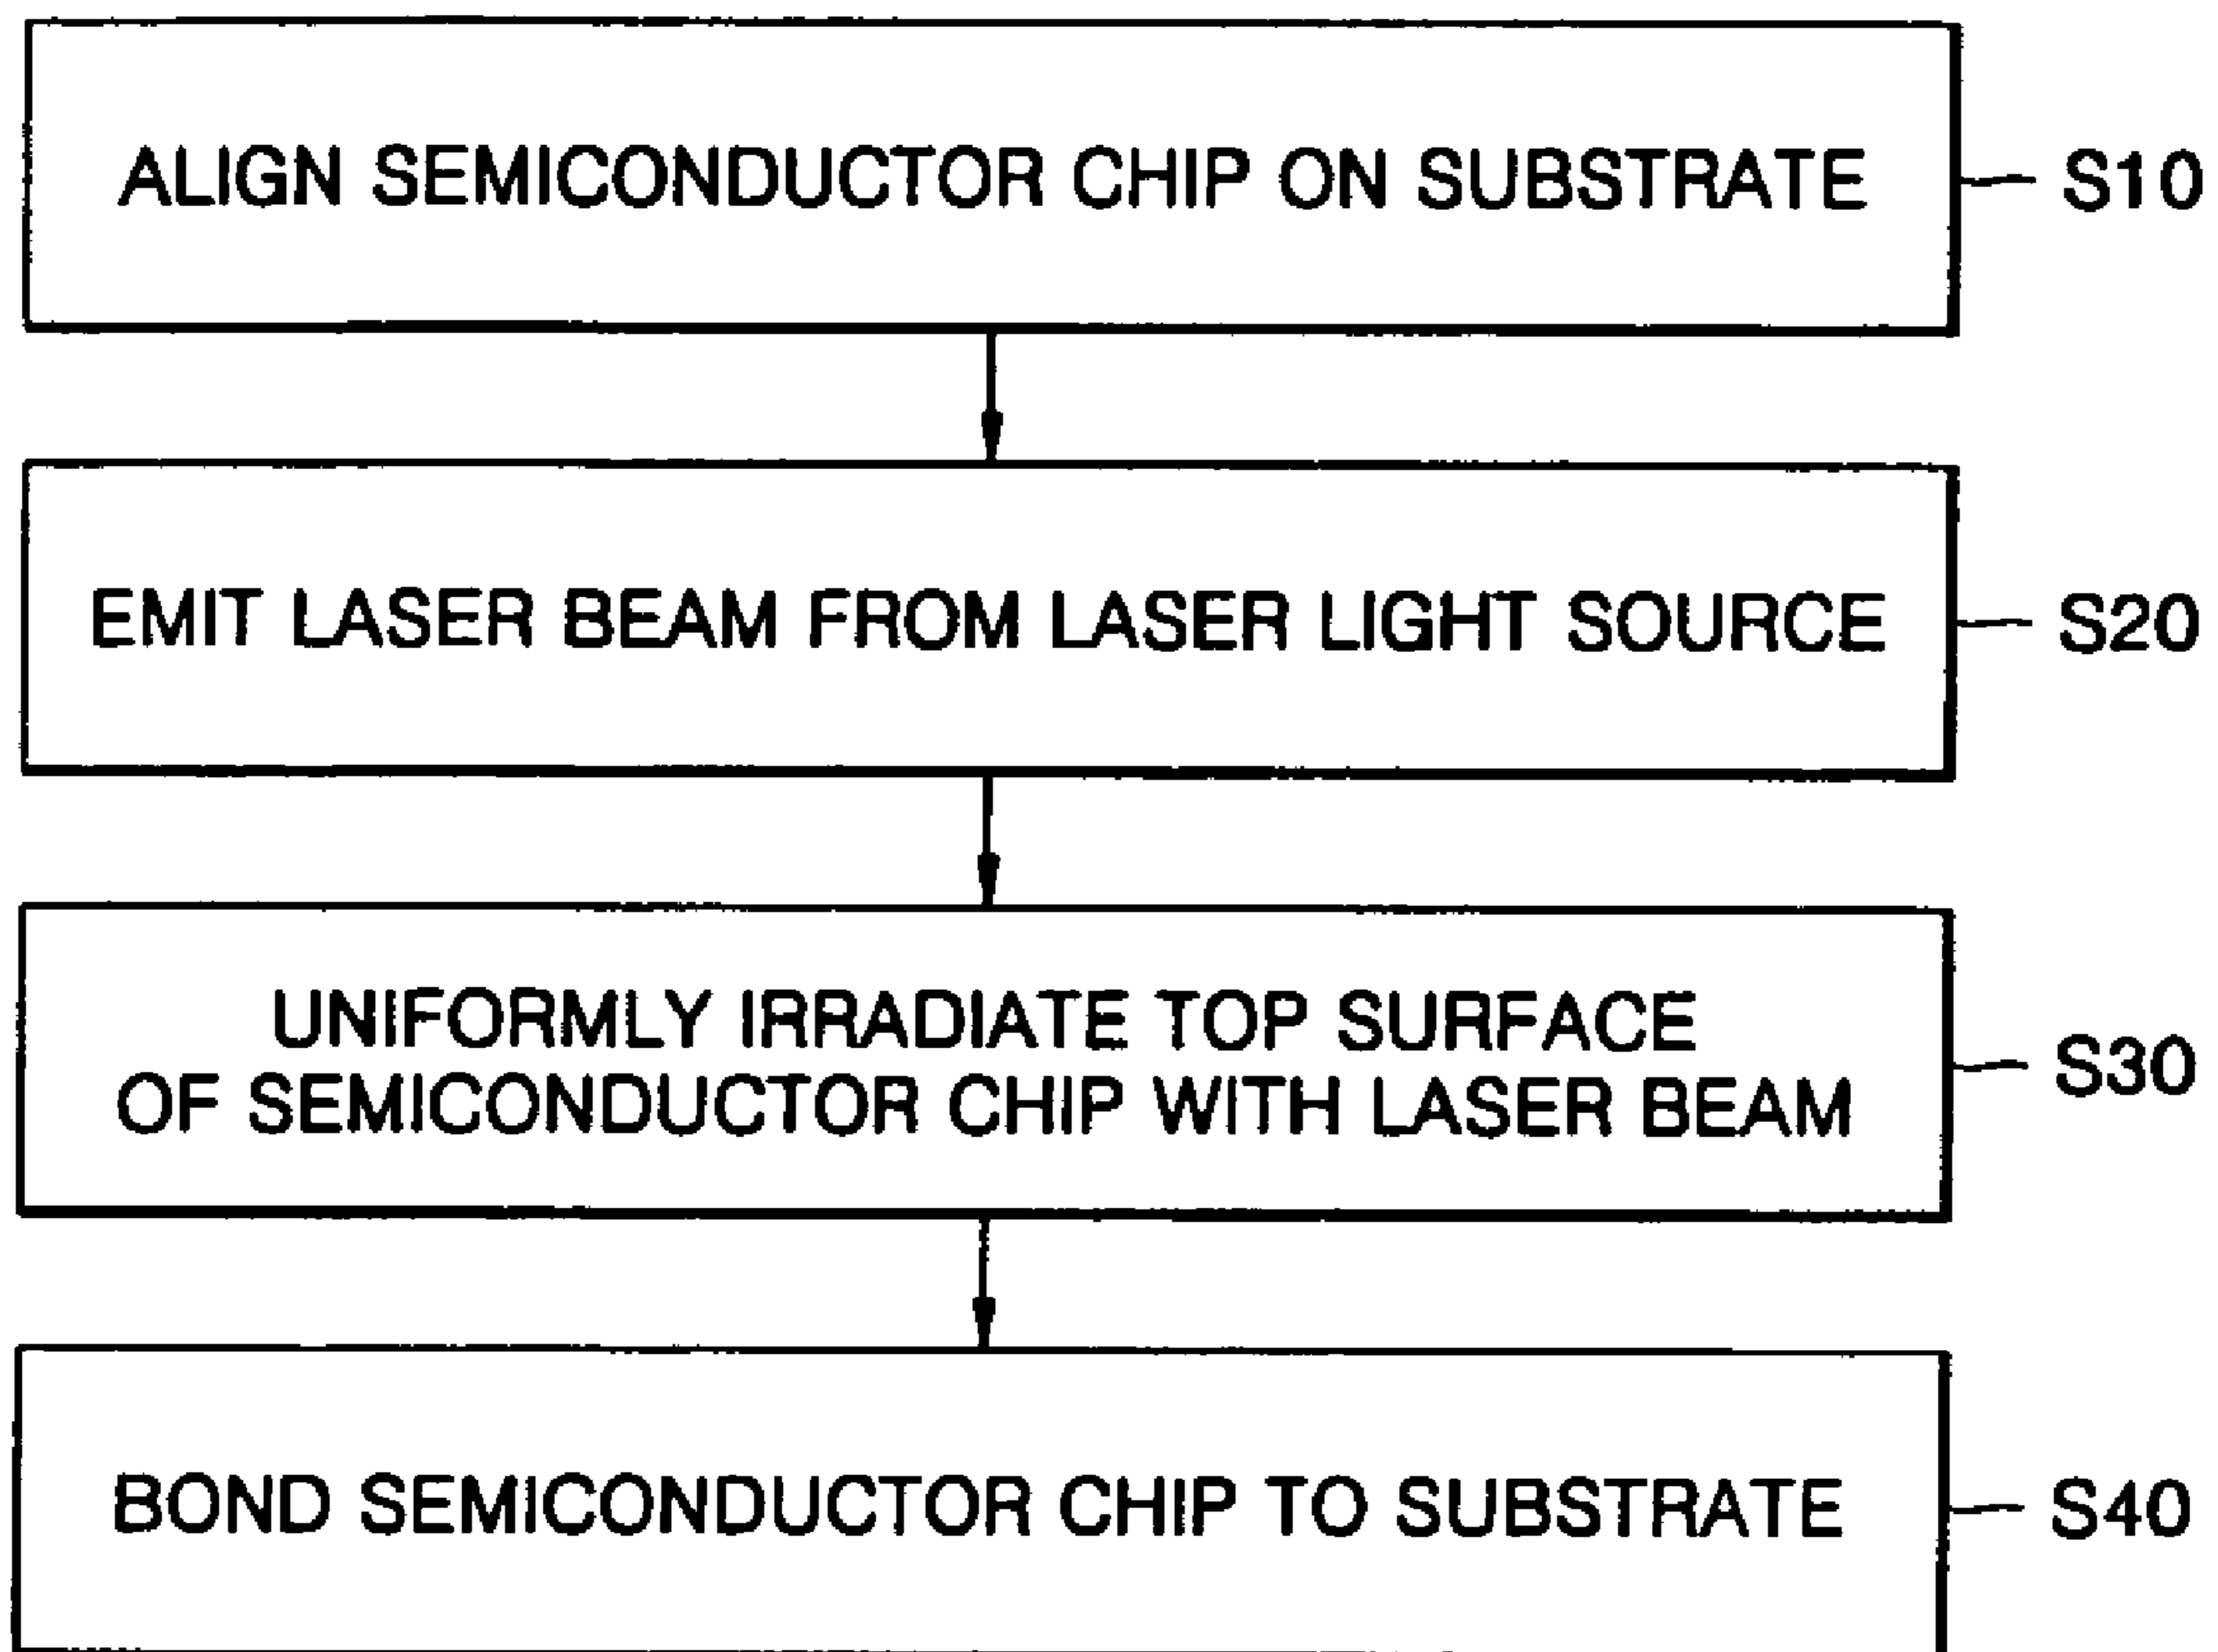 ALIGN SEMICONDUCTOR CHIP ON SUBSTRATE
S10
EMIT LASER BEAM FROM LASER LIGHT SOURCE
S20
UNIFORMLY IRRADIATE TOP SURFACE
OF SEMICONDUCTOR CHIP WITH LASER BEAM
S30
BOND SEMICONDUCTOR CHIP TO SUBSTRATE
S40